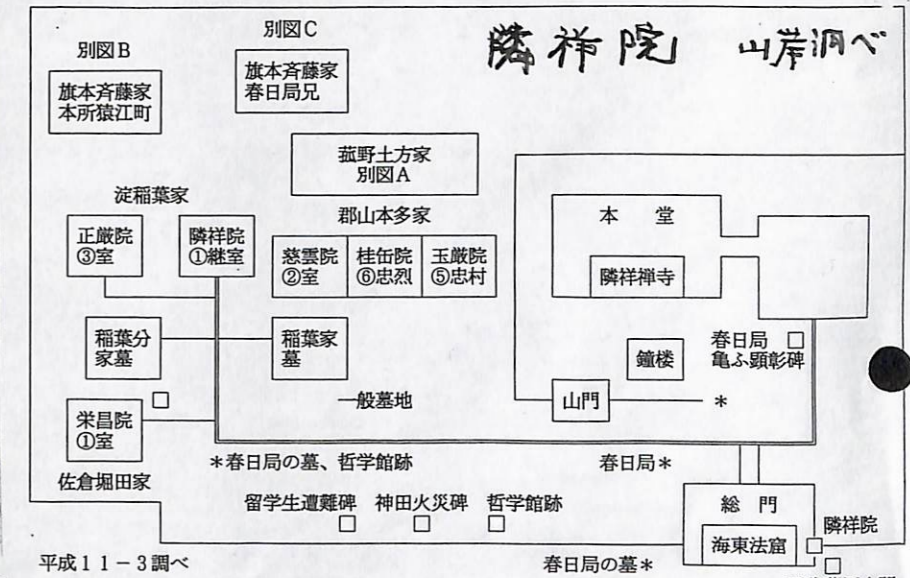 隣祥院 山岸調べ
別図B
旗本斉藤家
本所猿江町
別図C
旗本斉藤家
春日局兄
菰野土方家
別図A
淀稲葉家
正厳院
③室
隣祥院
①継室
郡山本多家
慈雲院
②室
桂缶院
⑥忠烈
玉厳院
⑤忠村
本 堂
隣祥禅寺
稲葉分
家墓
稲葉家
墓
鐘楼
春日局
亀ふ顕彰碑
一般墓地
山門
*
栄昌院
①室
佐倉堀田家
*春日局の墓、哲学館跡
春日局*
留学生遭難碑
神田火災碑
哲学館跡
総 門
海東法窟
隣祥院
平成11-3調べ
春日局の墓*